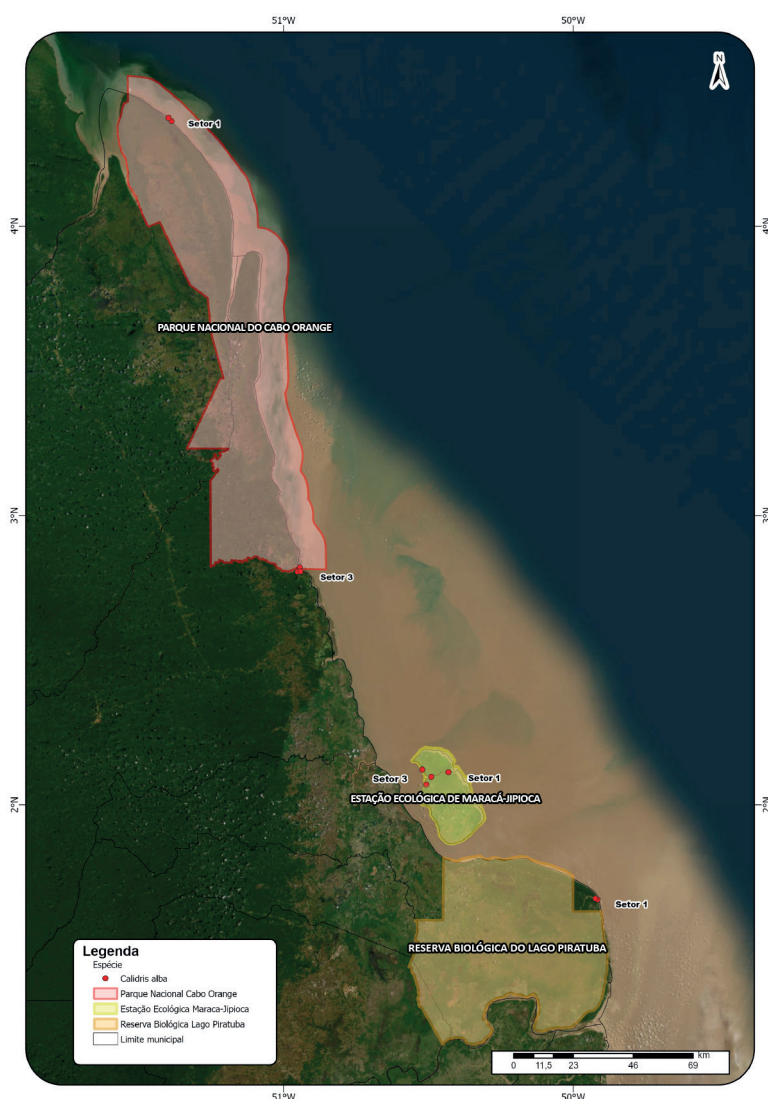 51°W 50°W
N
Setor 1
4°N 4°N
PARQUE NACIONAL DO CABO ORANGE
3°N 3°N
Setor 3
Setor 3 Setor 1
ESTAÇÃO ECOLÓGICA DE MARACÁ-JIPIOCA
2°N 2°N
Setor 1
RESERVA BIOLÓGICA DO LAGO PIRATUBA
Legenda
Espécie
Calidris alba
Parque Nacional Cabo Orange
Estação Ecológica Maraca-Jipioca
Reserva Biológica Lago Piratuba
Limite municipal
km
0 11,5 23 46 69
51°W 50°W